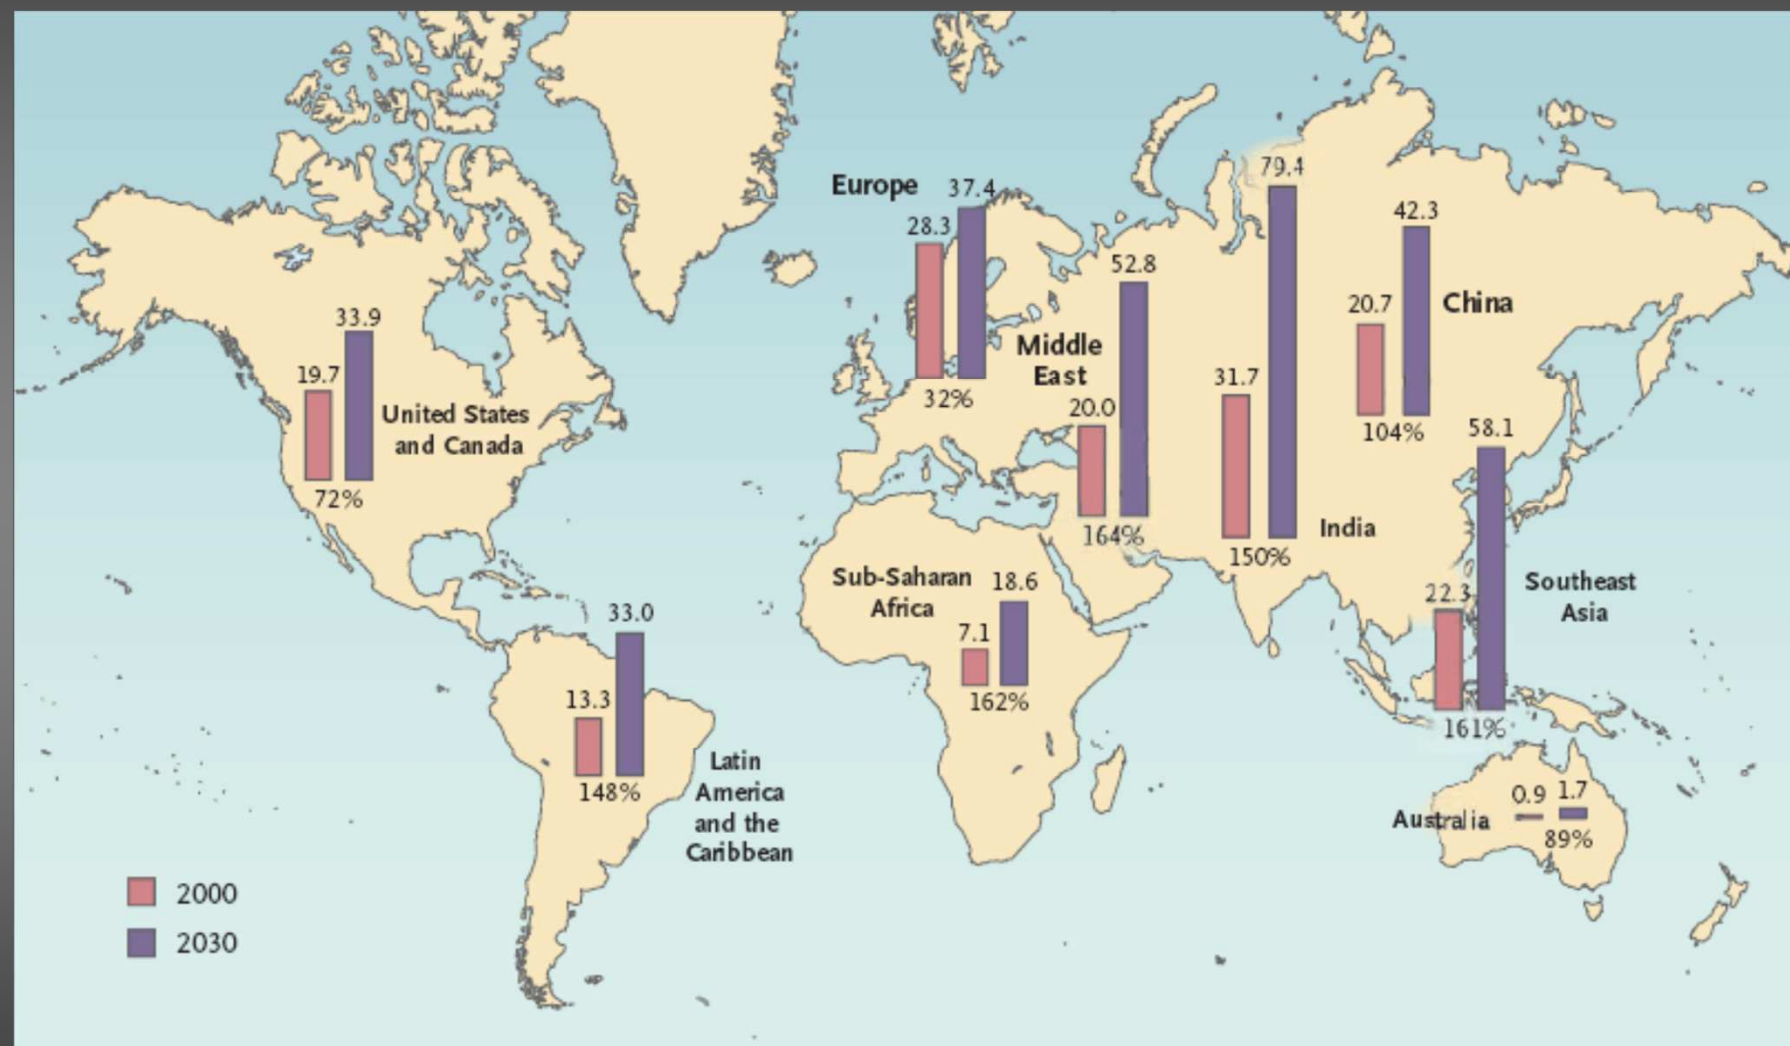 Europe
28.3
37.4
32%
33.9
19.7
United States
and Canada
72%
Middle
East
20.0
52.8
164%
79.4
31.7
India
150%
42.3
20.7
China
104%
58.1
22.3
Southeast
Asia
161%
Sub-Saharan
Africa
18.6
7.1
162%
33.0
13.3
148%
Latin
America
and the
Caribbean
Australia
0.9
1.7
89%
2000
2030